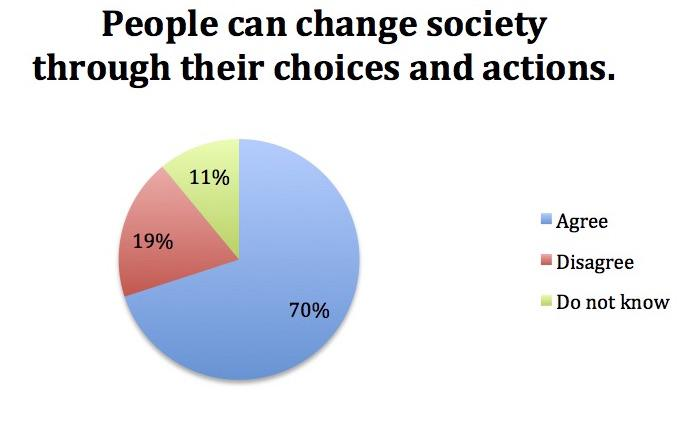 People can change society
through their choices and actions.
11%
19%
70%
Agree
Disagree
Do not know